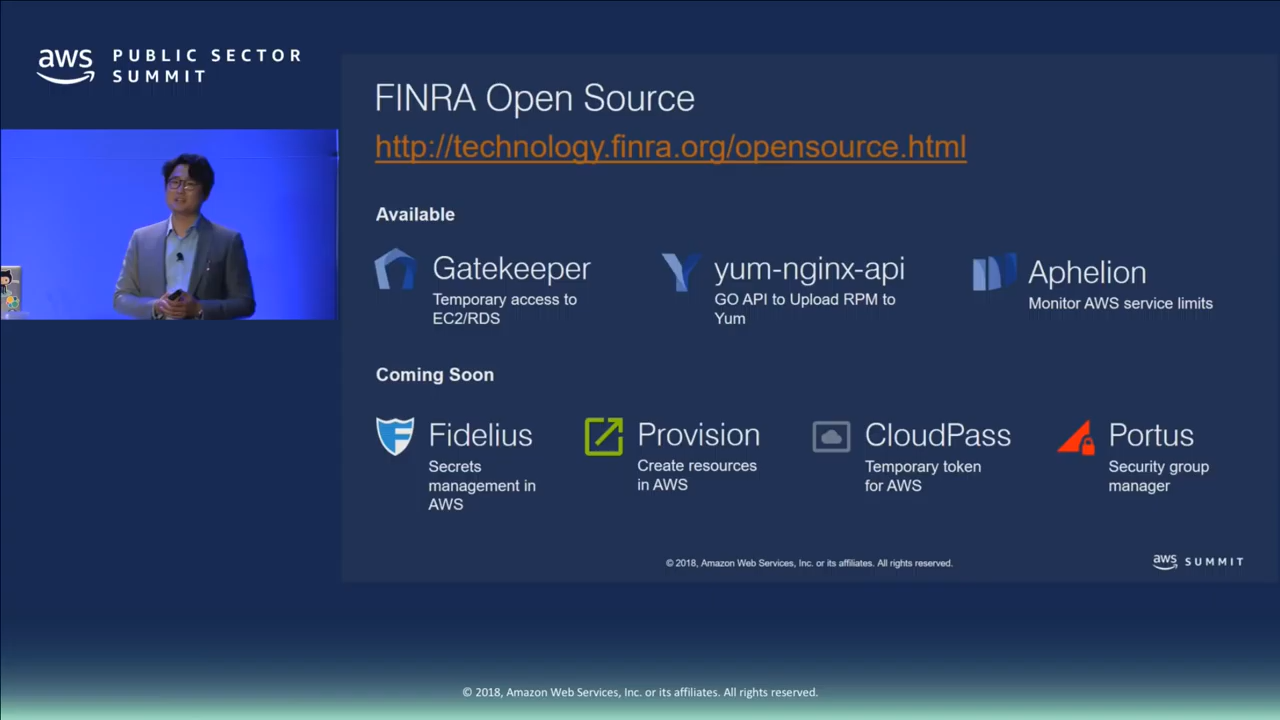 aws PUBLIC SECTOR
SUMMIT
FINRA Open Source
http://technology.finra.org/opensource.html
Available
Gatekeeper
Temporary access to
EC2/RDS
yum-nginx-api
GO API to Upload RPM to
Yum
Aphelion
Monitor AWS service limits
Coming Soon
Fidelius
Secrets
management in
AWS
Provision
Create resources
in AWS
CloudPass
Temporary token
for AWS
Portus
Security group
manager
© 2018, Amazon Web Services, Inc. or its affiliates. All rights reserved.
aws SUMMIT
© 2018, Amazon Web Services, Inc. or its affiliates. All rights reserved.